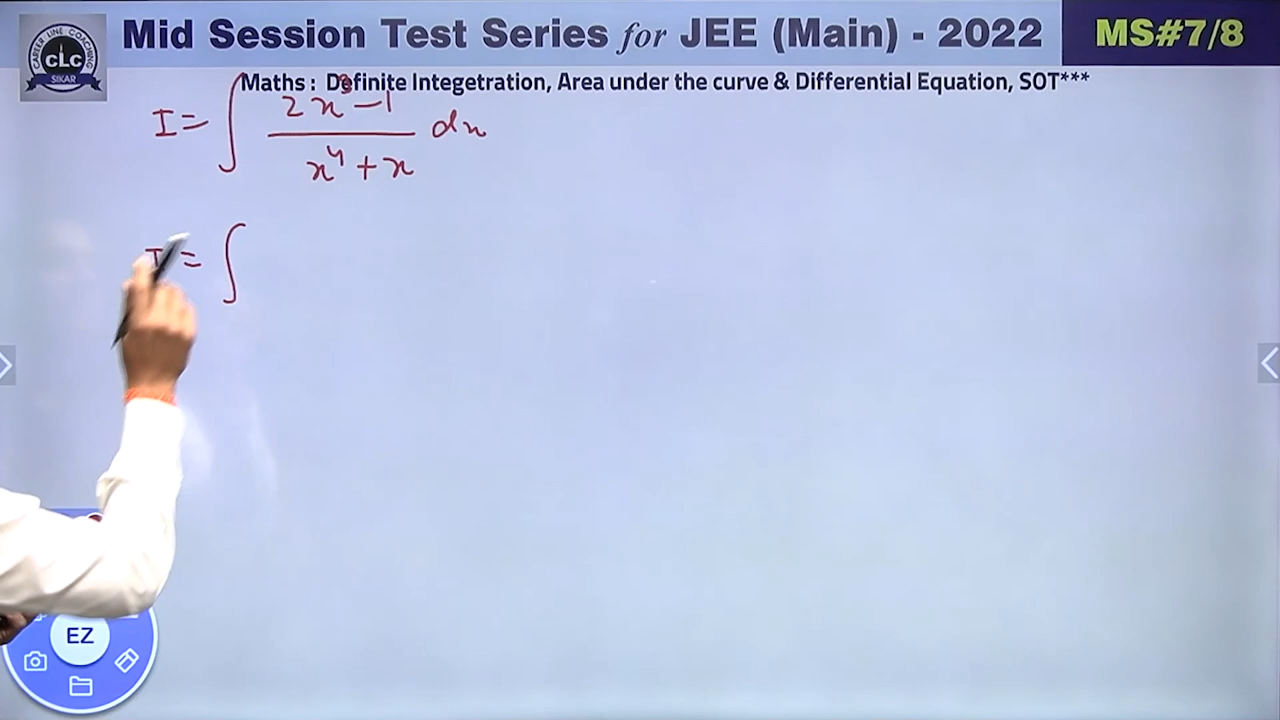 Mid Session Test Series for JEE (Main) - 2022
MS#7/8
CAREER LINE COACHING
CLC
SIKAR
Maths : Definite Integetration, Area under the curve & Differential Equation, SOT***
I = ∫ (2x³ - 1)/(x⁴ + x) dx
I = ∫
EZ